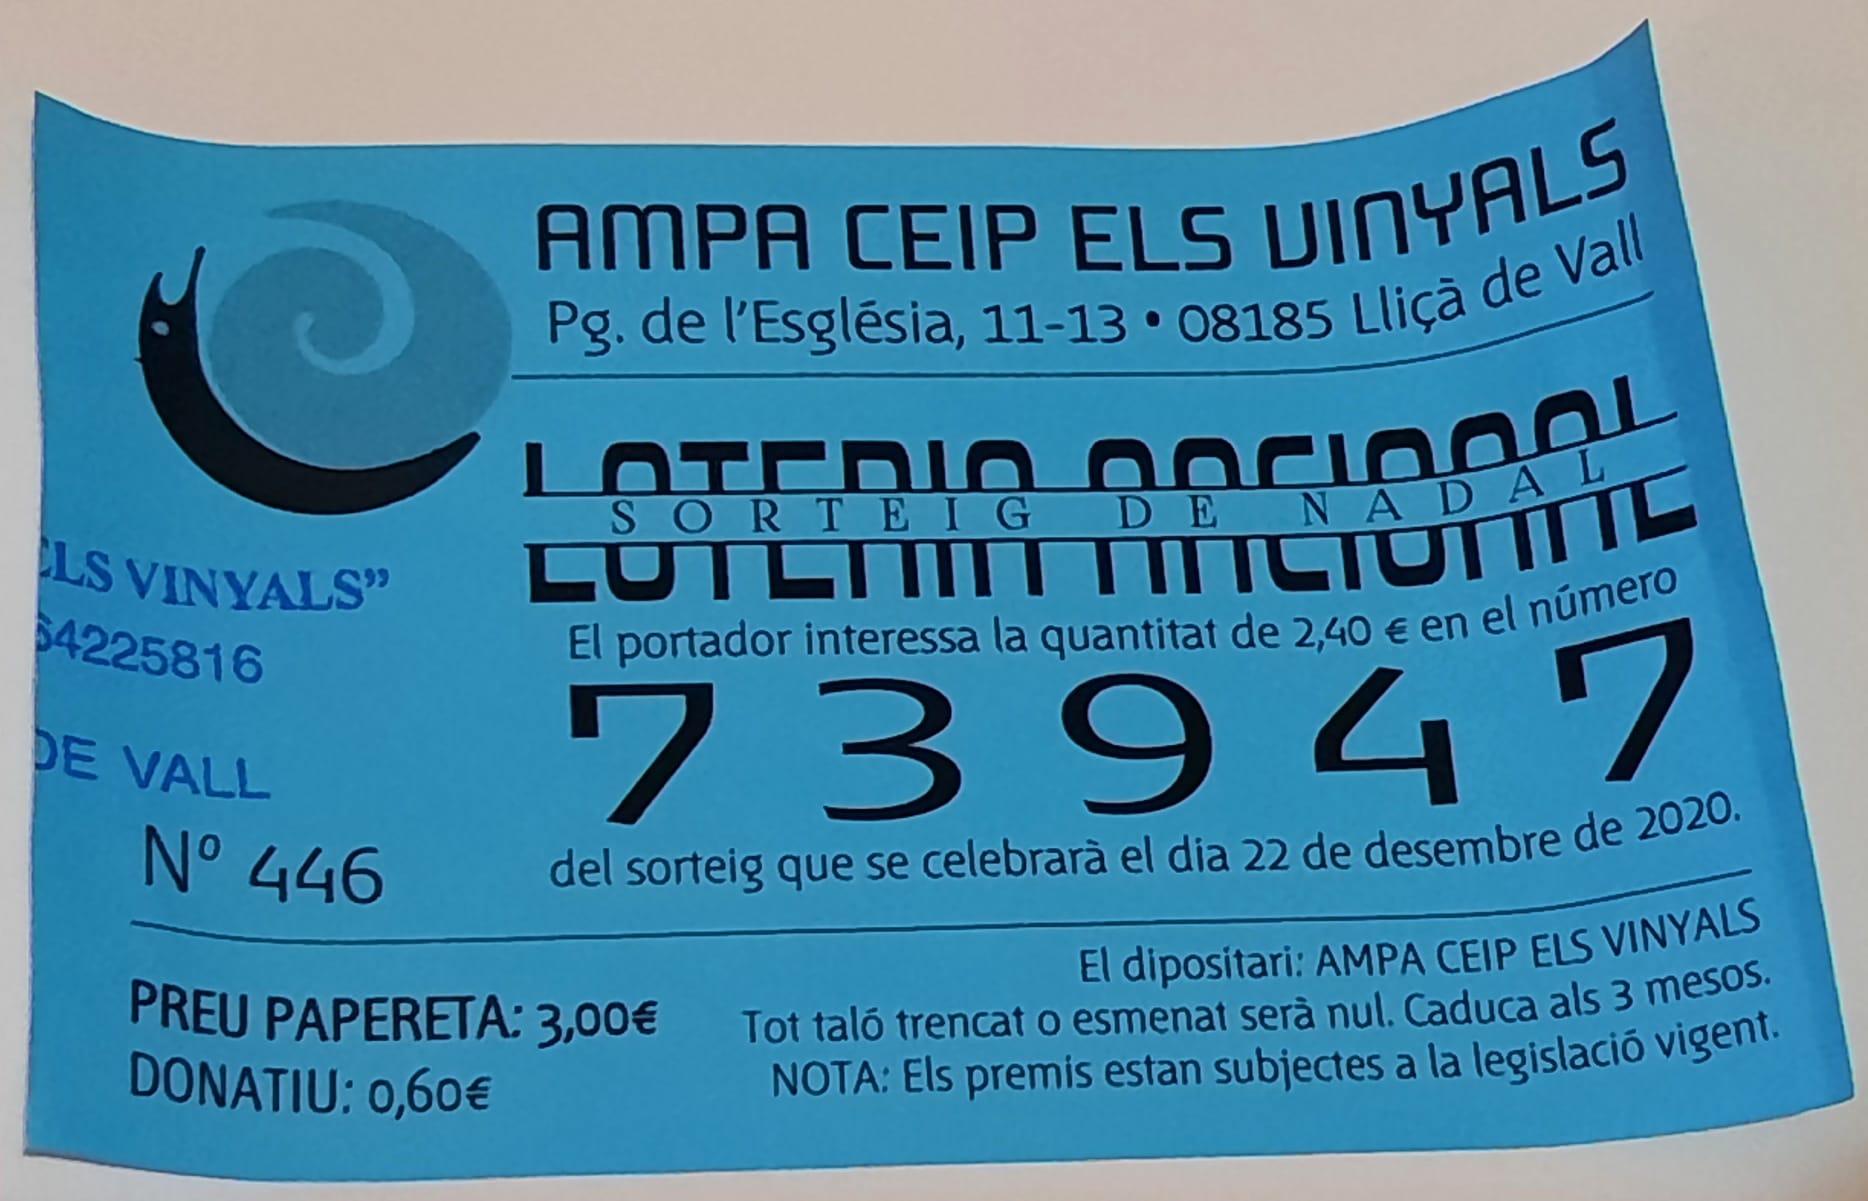 AMPA CEIP ELS VINYALS
Pg. de l'Església, 11-13 • 08185 Lliçà de Vall
LOTERIA NACIONAL
SORTEIG DE NADAL
ELS VINYALS”
64225816
DE VALL
Nº 446
El portador interessa la quantitat de 2,40 € en el número
73947
del sorteig que se celebrarà el dia 22 de desembre de 2020.
PREU PAPERETA: 3,00€
DONATIU: 0,60€
El dipositari: AMPA CEIP ELS VINYALS
Tot taló trencat o esmenat serà nul. Caduca als 3 mesos.
NOTA: Els premis estan subjectes a la legislació vigent.